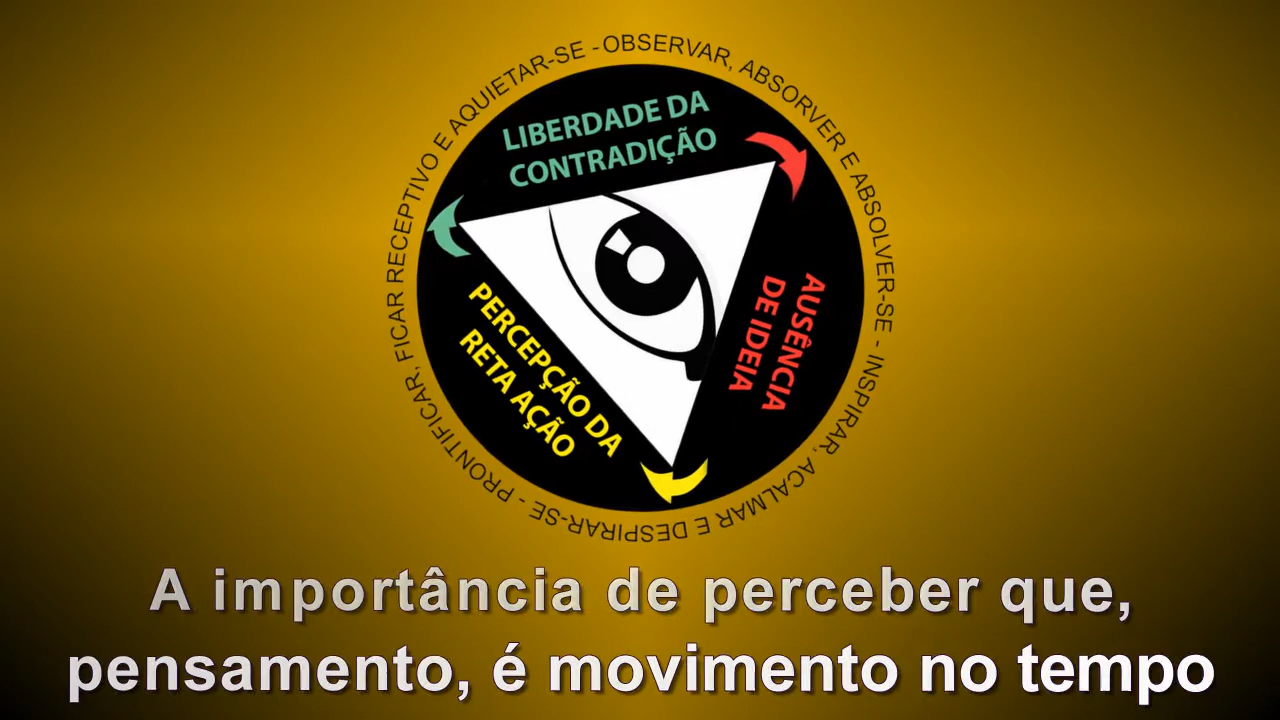 OBSERVAR, ABSORVER E ABSOLVER-SE - INSPIRAR, ACALMAR E DESPIRAR-SE - PRONTIFICAR, FICAR RECEPTIVO E AQUIETAR-SE -
LIBERDADE DA
CONTRADIÇÃO
AUSÊNCIA
DE IDEIA
PERCEPÇÃO DA
RETA AÇÃO
A importância de perceber que,
pensamento, é movimento no tempo